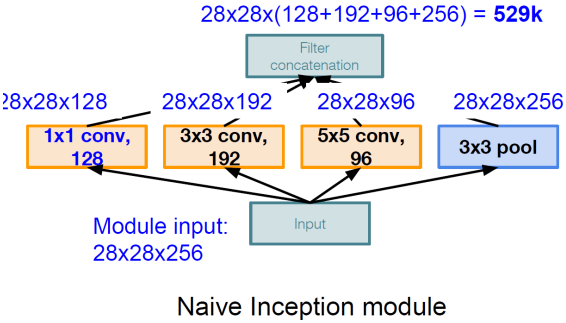 28x28x(128+192+96+256) = 529k
Filter
concatenation
28x28x128
28x28x192
28x28x96
28x28x256
1x1 conv,
128
3x3 conv,
192
5x5 conv,
96
3x3 pool
Input
Module input:
28x28x256
Naive Inception module